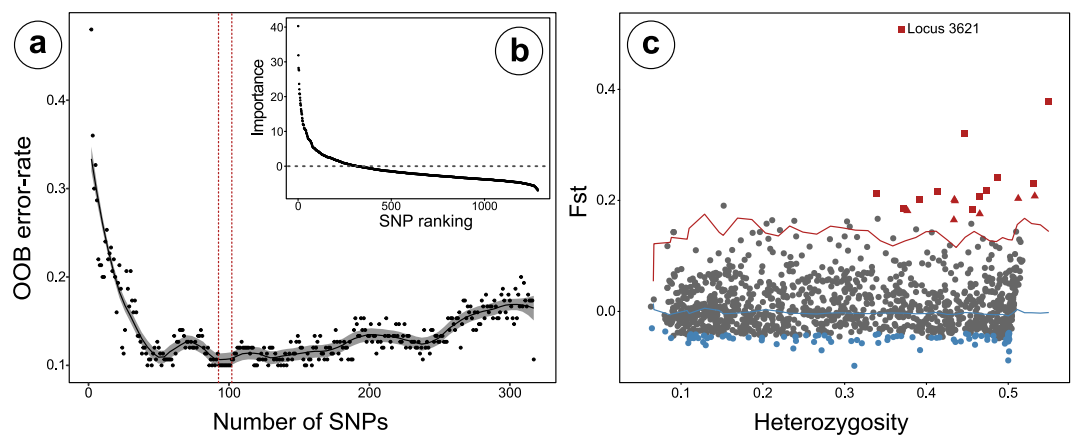 a
OOB error-rate
0.4
0.3
0.2
0.1
0
100
200
300
Number of SNPs
b
Importance
40
30
20
10
0
0
500
1000
SNP ranking
c
Locus 3621
Fst
0.4
0.2
0.0
0.1
0.2
0.3
0.4
0.5
Heterozygosity